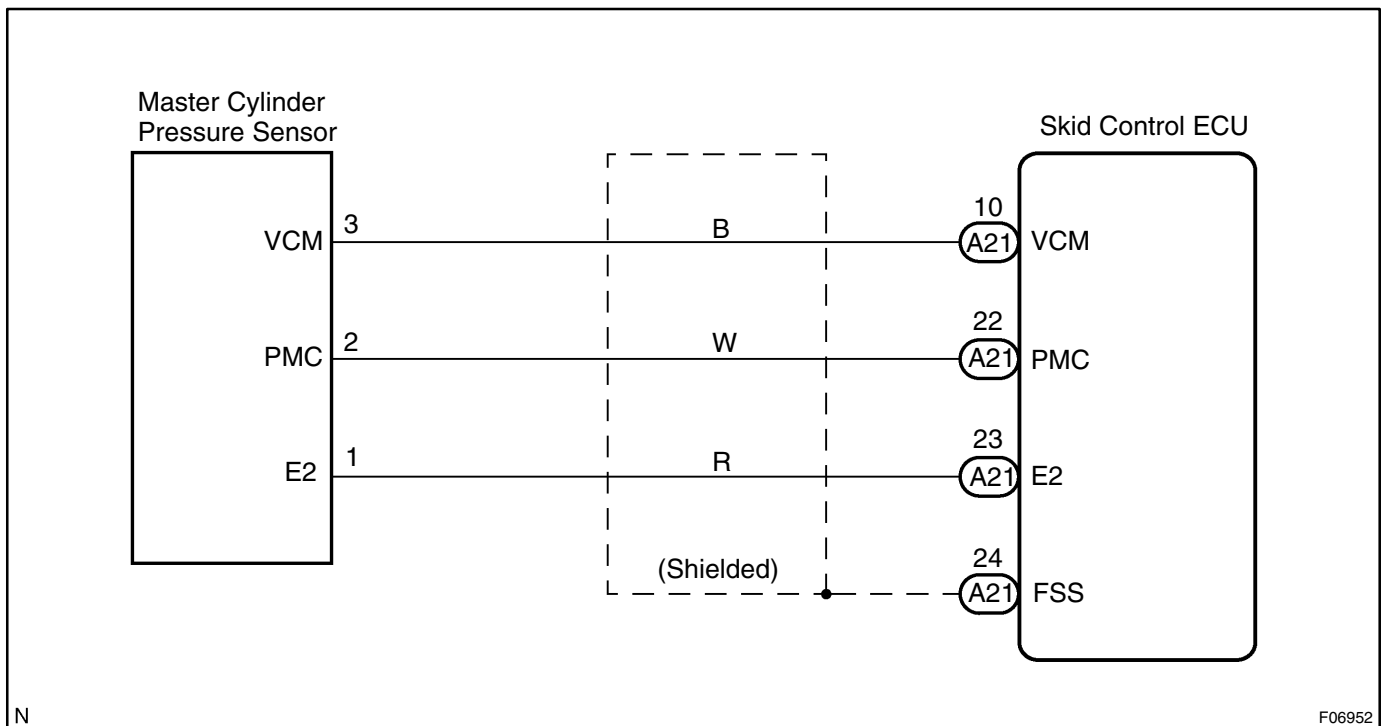 Master Cylinder
Pressure Sensor
Skid Control ECU
VCM
3
B
10
A21
VCM
PMC
2
W
22
A21
PMC
E2
1
R
23
A21
E2
(Shielded)
24
A21
FSS
N
F06952